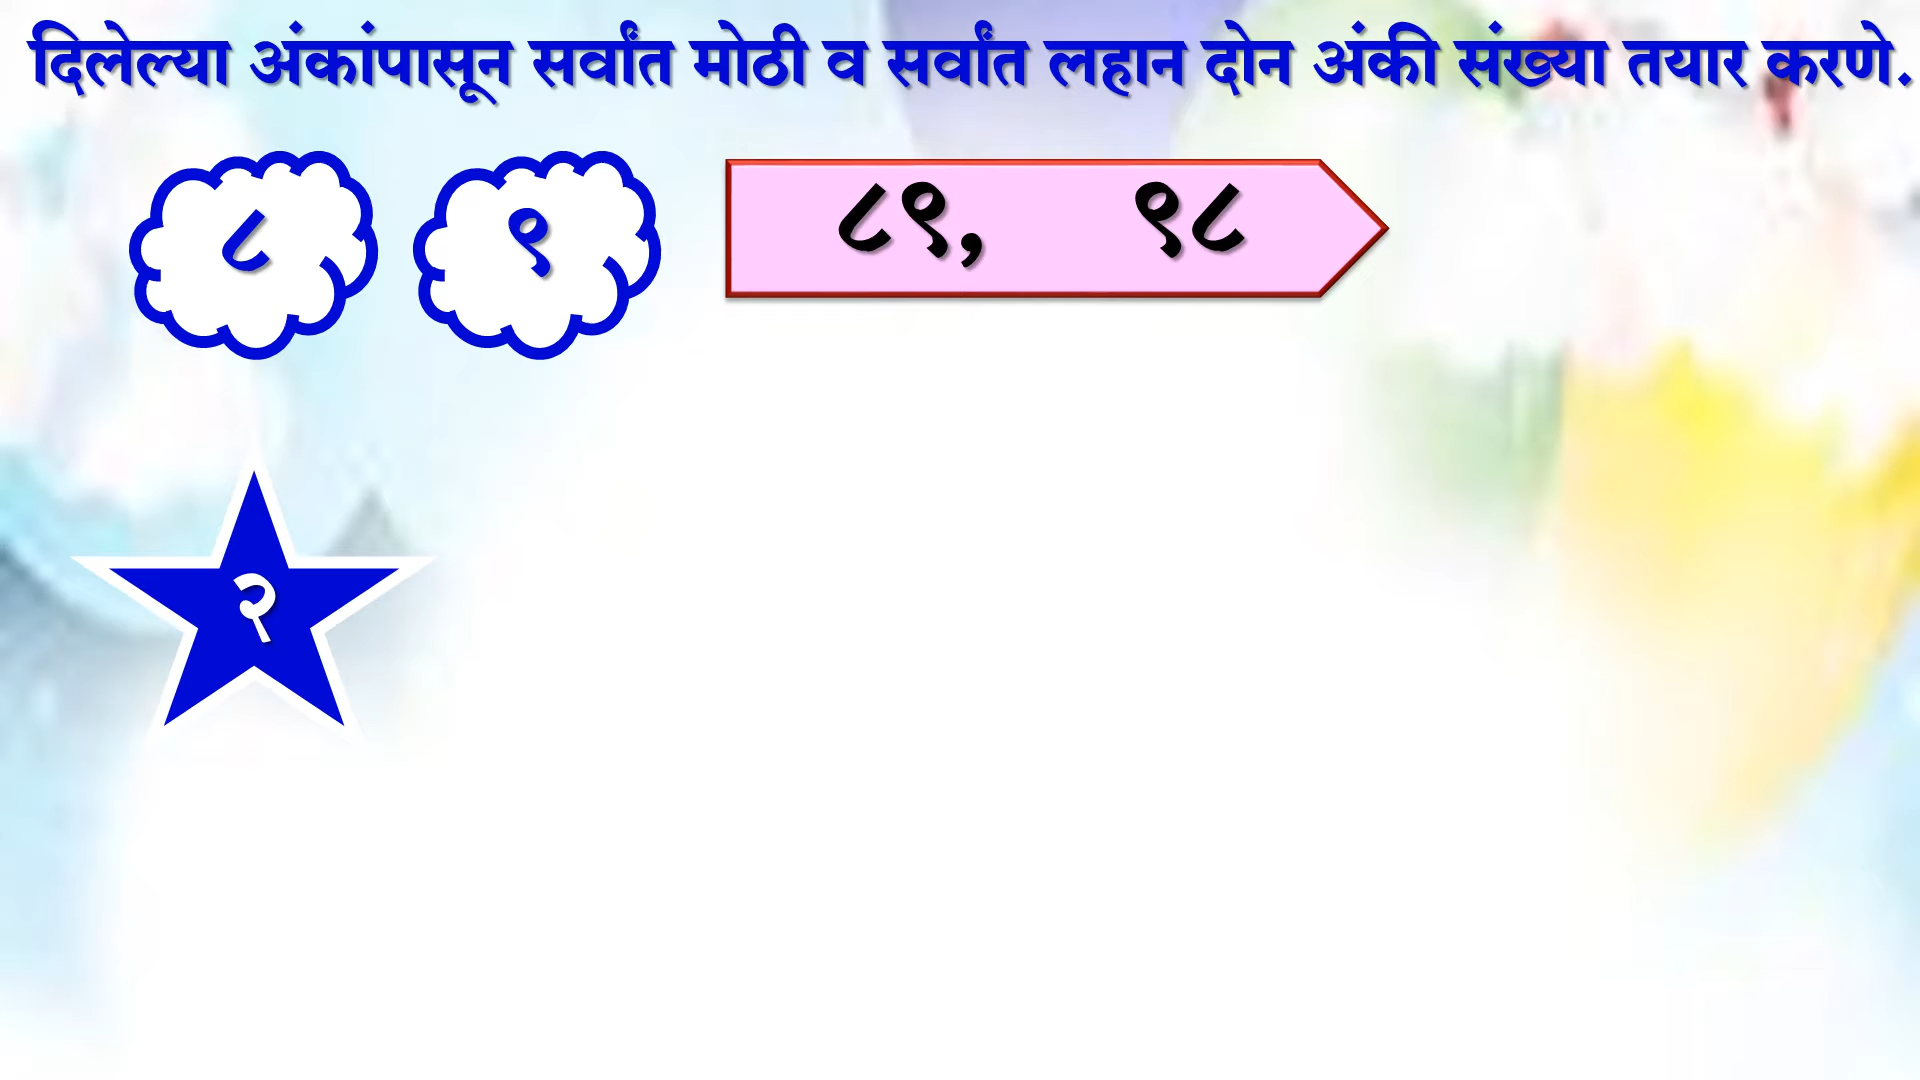 दिलेल्या अंकांपासून सर्वांत मोठी व सर्वांत लहान दोन अंकी संख्या तयार करणे.
८ ९ ८९, ९८
२